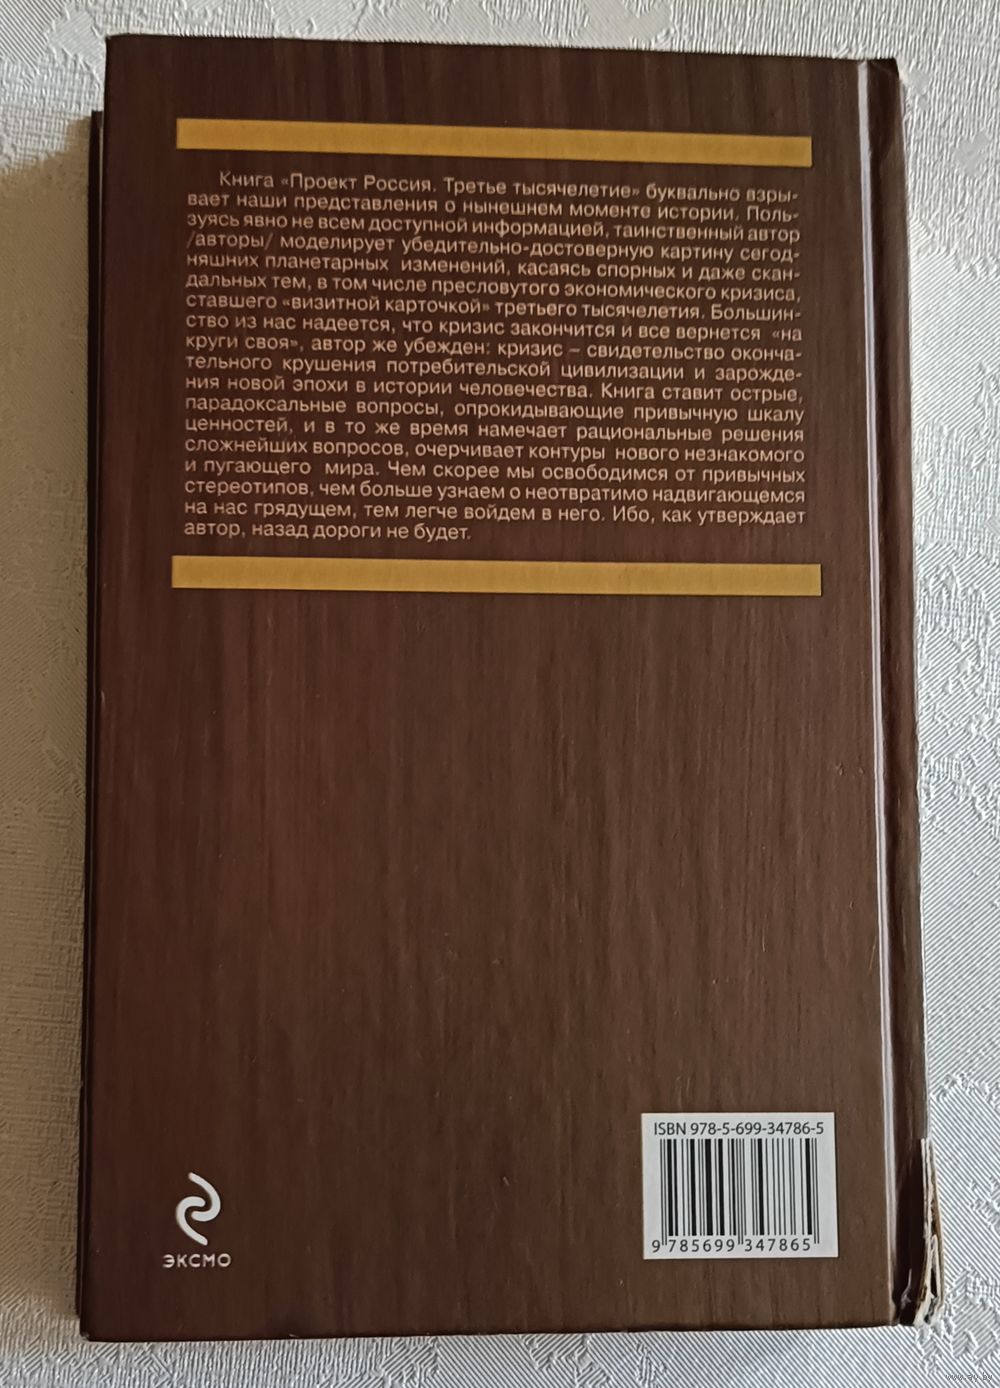 Книга «Проект Россия. Третье тысячелетие» буквально взры-
вает наши представления о нынешнем моменте истории. Поль-
зуясь явно не всем доступной информацией, таинственный автор
/авторы/ моделирует убедительно-достоверную картину сегод-
няшних планетарных изменений, касаясь спорных и даже скан-
дальных тем, в том числе пресловутого экономического кризиса,
ставшего «визитной карточкой» третьего тысячелетия. Большин-
ство из нас надеется, что кризис закончится и все вернется «на
круги своя», автор же убежден: кризис – свидетельство оконча-
тельного крушения потребительской цивилизации и зарожде-
ния новой эпохи в истории человечества. Книга ставит острые,
парадоксальные вопросы, опрокидывающие привычную шкалу
ценностей, и в то же время намечает рациональные решения
сложнейших вопросов, очерчивает контуры нового незнакомого
и пугающего мира. Чем скорее мы освободимся от привычных
стереотипов, чем больше узнаем о неотвратимо надвигающемся
на нас грядущем, тем легче войдем в него. Ибо, как утверждает
автор, назад дороги не будет.
ISBN 978-5-699-34786-5
9 785699 347865
ЭКСМО
www.ay.by